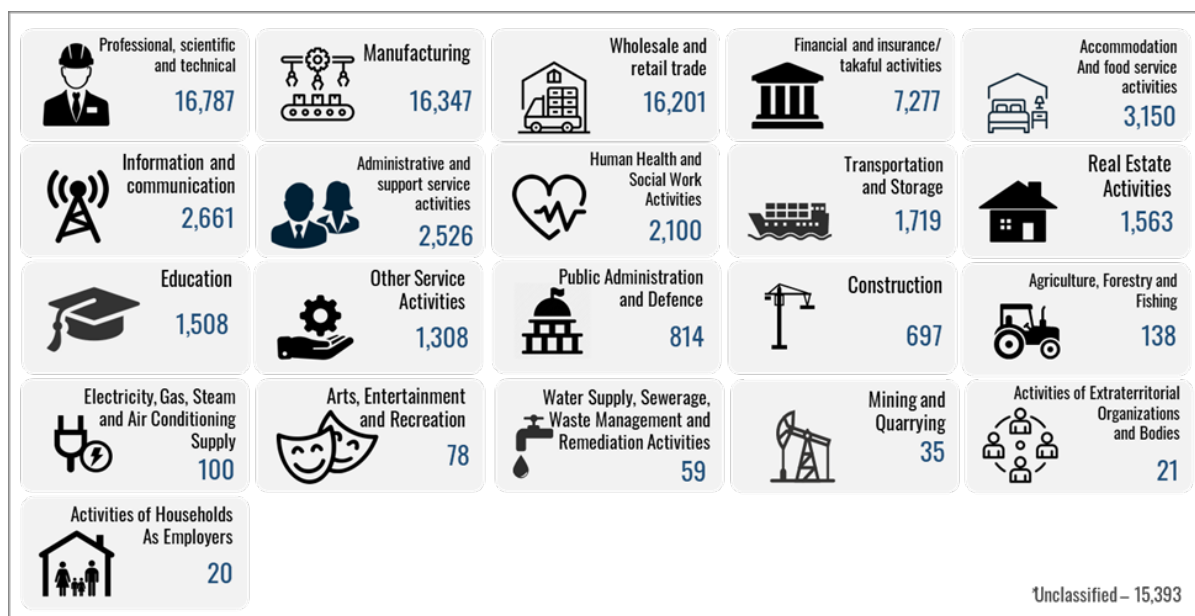 Professional, scientific
and technical
16,787
Manufacturing
16,347
Wholesale and
retail trade
16,201
Financial and insurance/
takaful activities
7,277
Accommodation
And food service
activities
3,150
Information and
communication
2,661
Administrative and
support service
activities
2,526
Human Health and
Social Work
Activities
2,100
Transportation
and Storage
1,719
Real Estate
Activities
1,563
Education
1,508
Other Service
Activities
1,308
Public Administration
and Defence
814
Construction
697
Agriculture, Forestry and
Fishing
138
Electricity, Gas, Steam
and Air Conditioning
Supply
100
Arts, Entertainment
and Recreation
78
Water Supply, Sewerage,
Waste Management and
Remediation Activities
59
Mining and
Quarrying
35
Activities of Extraterritorial
Organizations
and Bodies
21
Activities of Households
As Employers
20
*Unclassified – 15,393